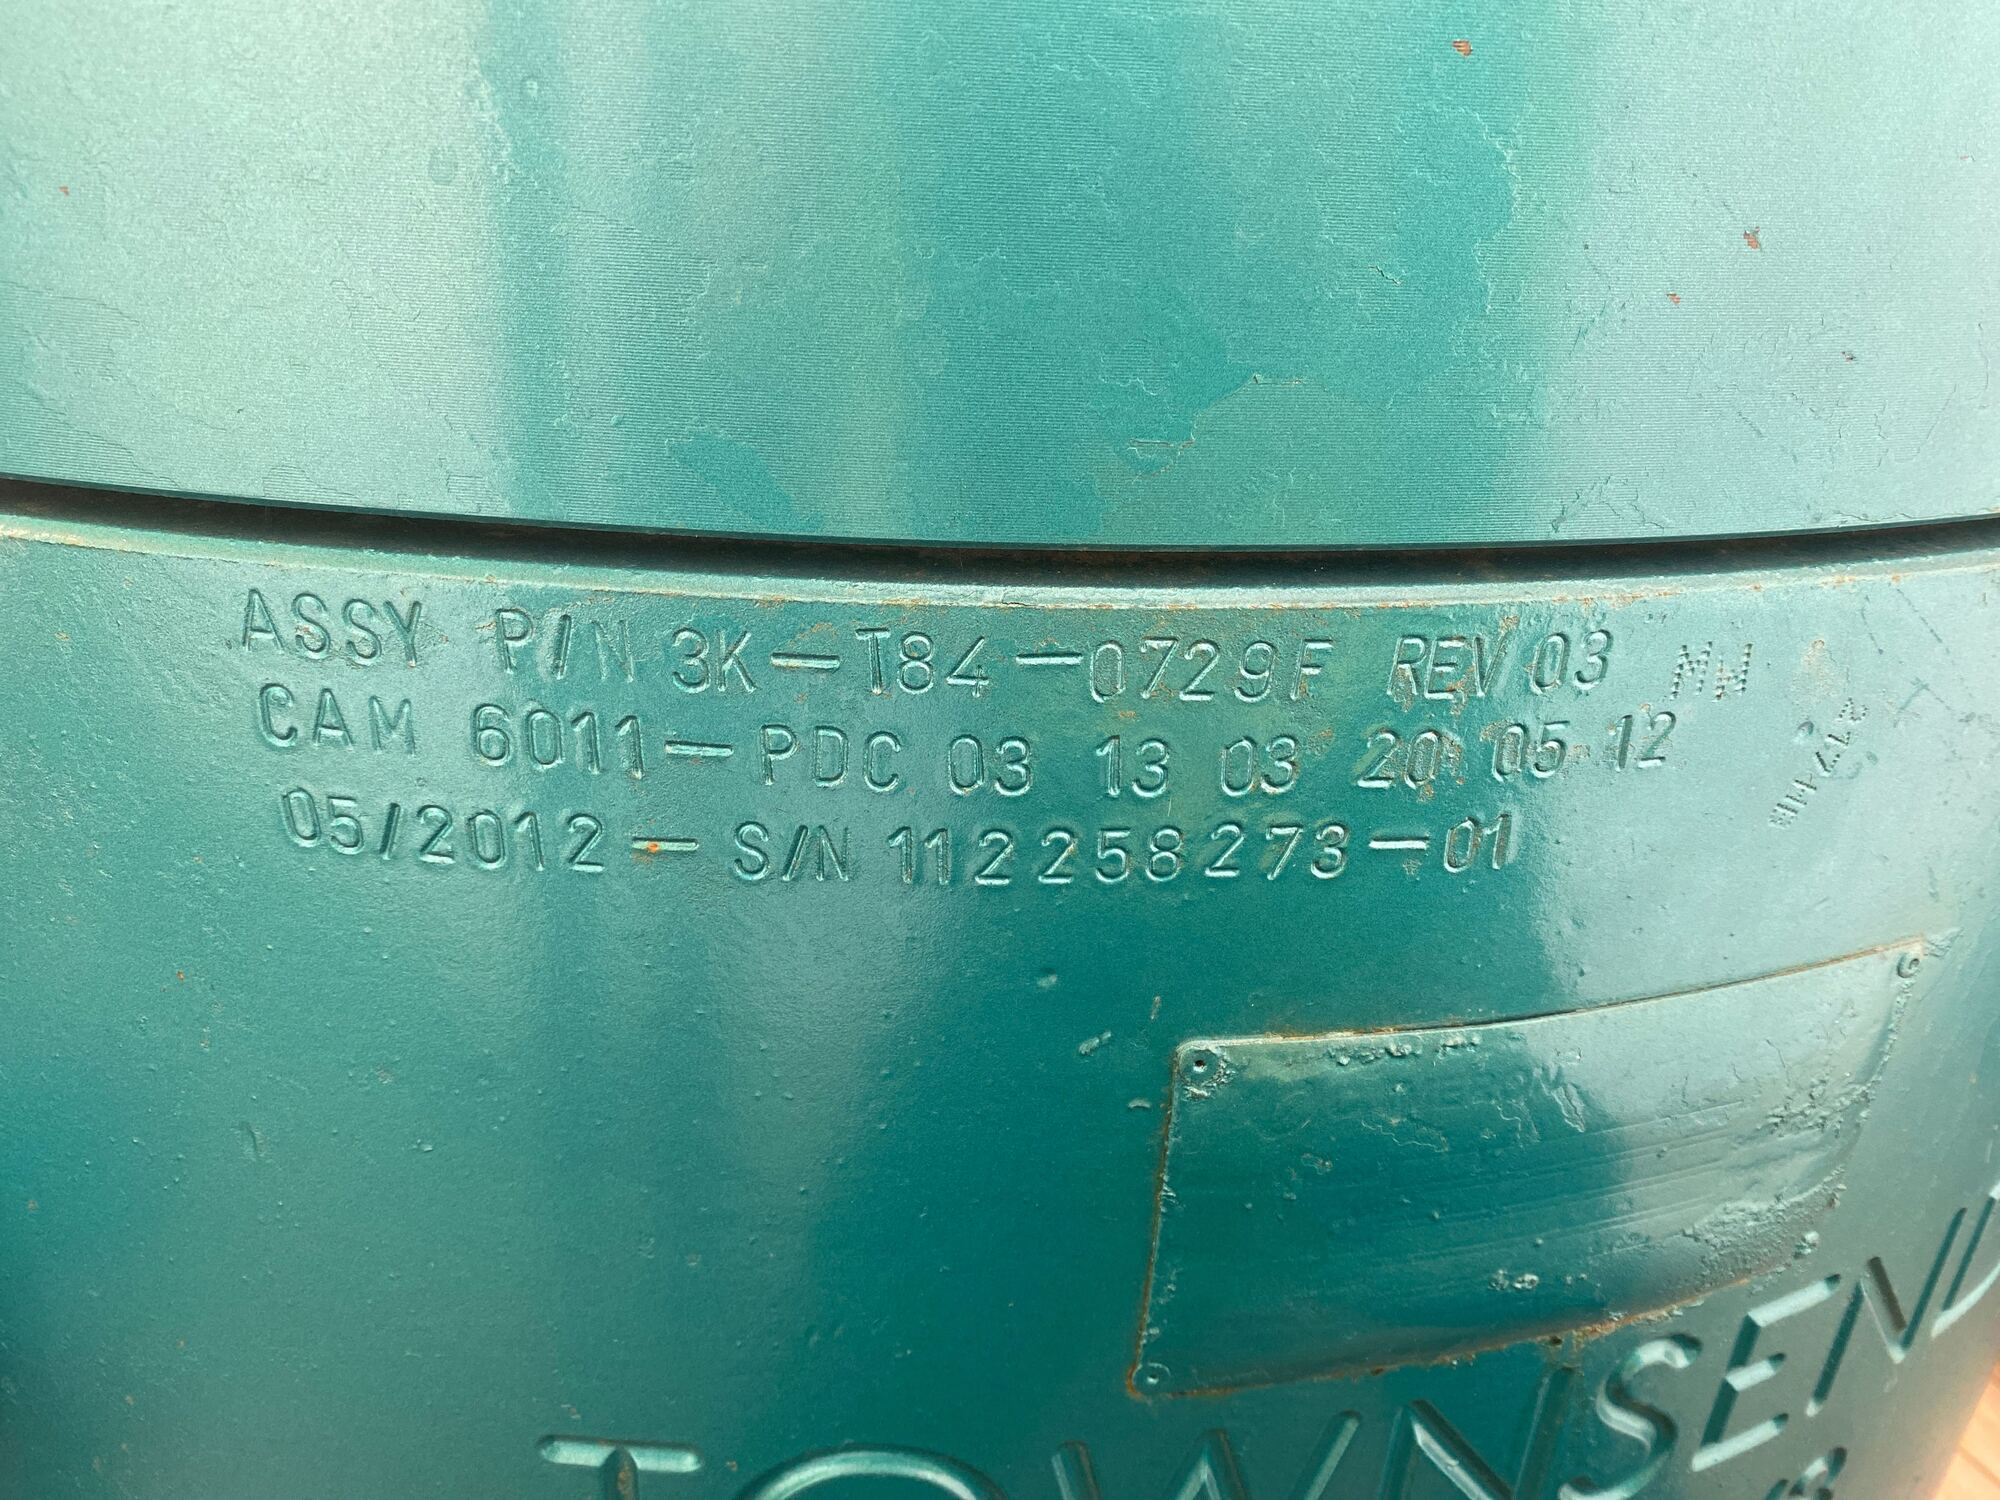 ASSY P/N 3K-T84-0729F REV 03 MW
CAM 6011-PDC 03 13 03 20 05 12
05/2012-S/N 112258273-01
TOWNSEND